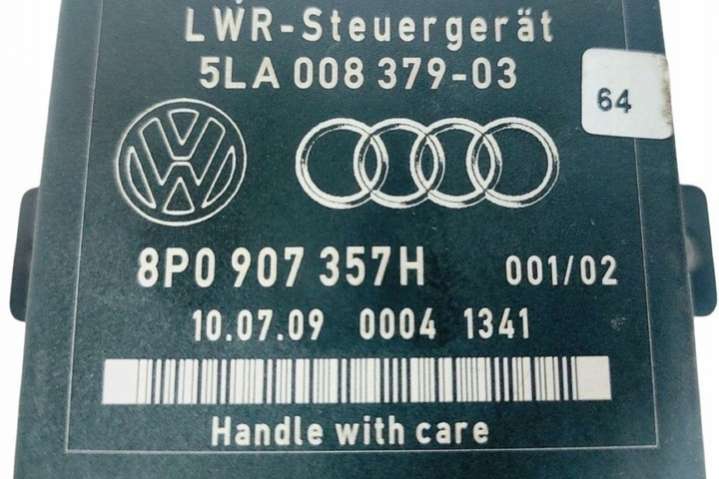 LWR-Steuergerät
5LA 008 379-03
64
8P0 907 357H 001/02
10.07.09 0004 1341
Handle with care